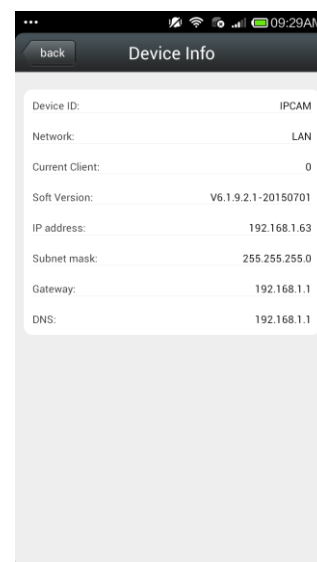 ... 09:29AM
back Device Info
Device ID: IPCAM
Network: LAN
Current Client: 0
Soft Version: V6.1.9.2.1-20150701
IP address: 192.168.1.63
Subnet mask: 255.255.255.0
Gateway: 192.168.1.1
DNS: 192.168.1.1